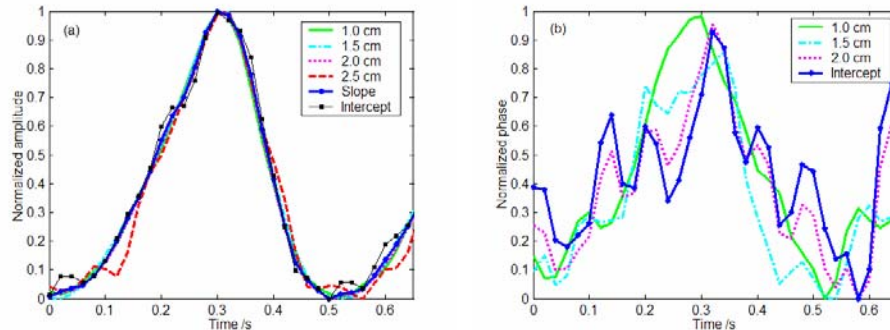 (a)
1.0 cm
1.5 cm
2.0 cm
2.5 cm
Slope
Intercept
Normalized amplitude
1
0.9
0.8
0.7
0.6
0.5
0.4
0.3
0.2
0.1
0
0 0.1 0.2 0.3 0.4 0.5 0.6
Time /s
(b)
1.0 cm
1.5 cm
2.0 cm
Intercept
Normalized phase
1
0.9
0.8
0.7
0.6
0.5
0.4
0.3
0.2
0.1
0
0 0.1 0.2 0.3 0.4 0.5 0.6
Time /s